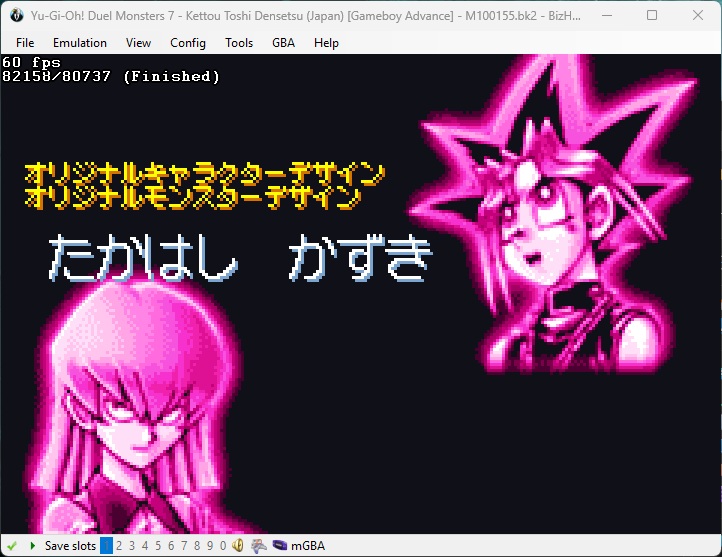 Yu-Gi-Oh! Duel Monsters 7 - Kettou Toshi Densetsu (Japan) [Gameboy Advance] - M100155.bk2 - BizH...
File Emulation View Config Tools GBA Help
60 fps
82158/80737 (Finished)
オリジナルキャラクターデザイン
オリジナルモンスターデザイン
たかはし かずき
Save slots 1 2 3 4 5 6 7 8 9 0 mGBA